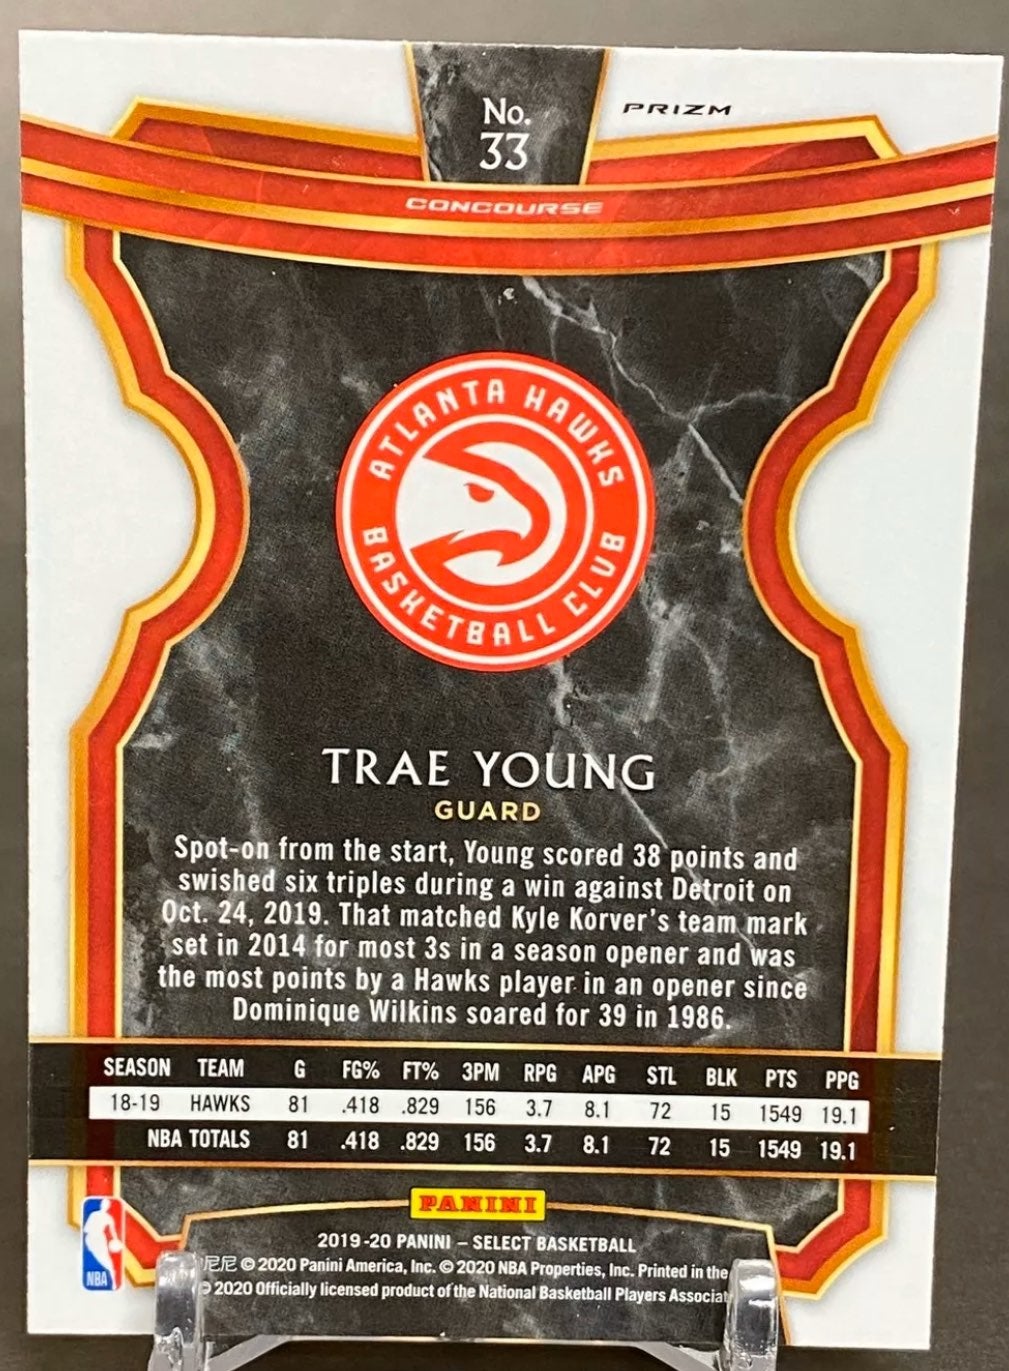 No.
33
PRIZM
CONCOURSE
ATLANTA HAWKS
BASKETBALL CLUB
TRAE YOUNG
GUARD
Spot-on from the start, Young scored 38 points and
swished six triples during a win against Detroit on
Oct. 24, 2019. That matched Kyle Korver's team mark
set in 2014 for most 3s in a season opener and was
the most points by a Hawks player in an opener since
Dominique Wilkins soared for 39 in 1986.
SEASON TEAM G FG% FT% 3PM RPG APG STL BLK PTS PPG
18-19 HAWKS 81 .418 .829 156 3.7 8.1 72 15 1549 19.1
NBA TOTALS 81 .418 .829 156 3.7 8.1 72 15 1549 19.1
PANINI
2019-20 PANINI – SELECT BASKETBALL
尼尼 © 2020 Panini America, Inc. © 2020 NBA Properties, Inc. Printed in the
© 2020 Officially licensed product of the National Basketball Players
NBA